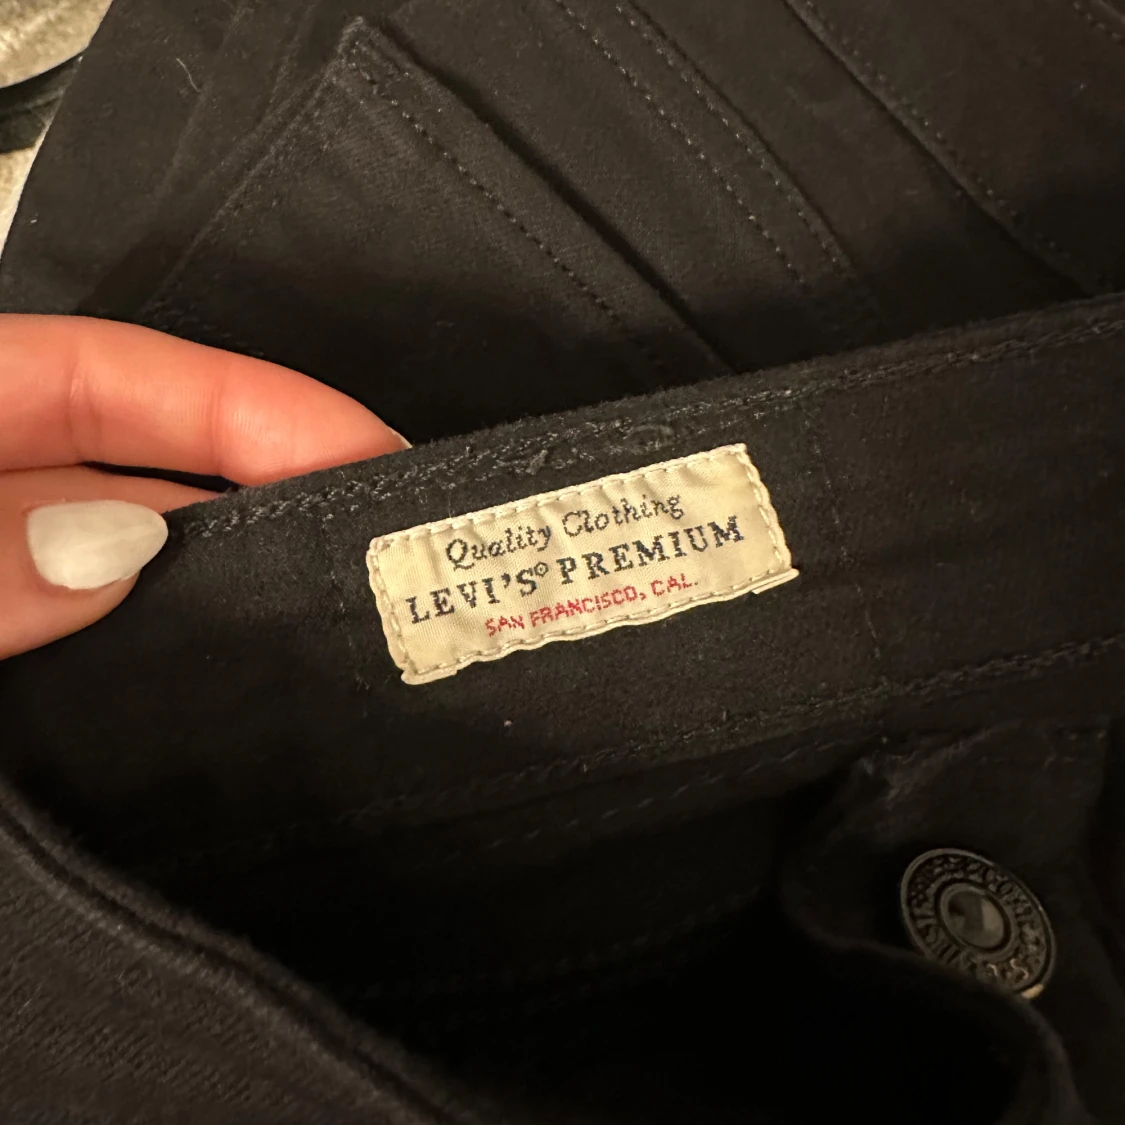 Quality Clothing
LEVI'S® PREMIUM
SAN FRANCISCO, CAL.